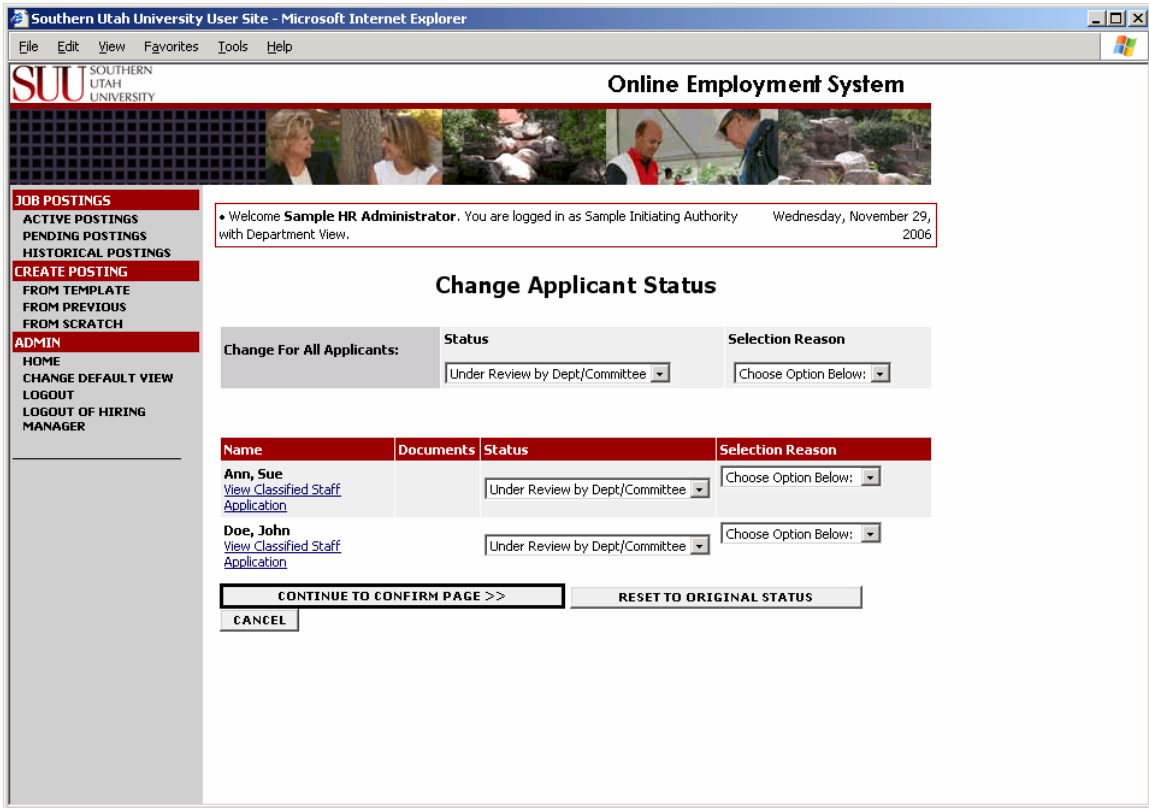 Southern Utah University User Site - Microsoft Internet Explorer
File Edit View Favorites Tools Help
SUU SOUTHERN
UTAH
UNIVERSITY
Online Employment System
JOB POSTINGS
ACTIVE POSTINGS
PENDING POSTINGS
HISTORICAL POSTINGS
CREATE POSTING
FROM TEMPLATE
FROM PREVIOUS
FROM SCRATCH
ADMIN
HOME
CHANGE DEFAULT VIEW
LOGOUT
LOGOUT OF HIRING
MANAGER
• Welcome Sample HR Administrator. You are logged in as Sample Initiating Authority
with Department View.
Wednesday, November 29,
2006
Change Applicant Status
Change For All Applicants:
Status
Selection Reason
Under Review by Dept/Committee
Choose Option Below:
Name Documents Status Selection Reason
Ann, Sue
View Classified Staff
Application
Under Review by Dept/Committee
Choose Option Below:
Doe, John
View Classified Staff
Application
Under Review by Dept/Committee
Choose Option Below:
CONTINUE TO CONFIRM PAGE >>
RESET TO ORIGINAL STATUS
CANCEL